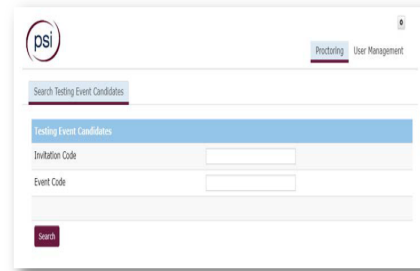 psi
0
Proctoring User Management
Search Testing Event Candidates
Testing Event Candidates
Invitation Code
Event Code
Search